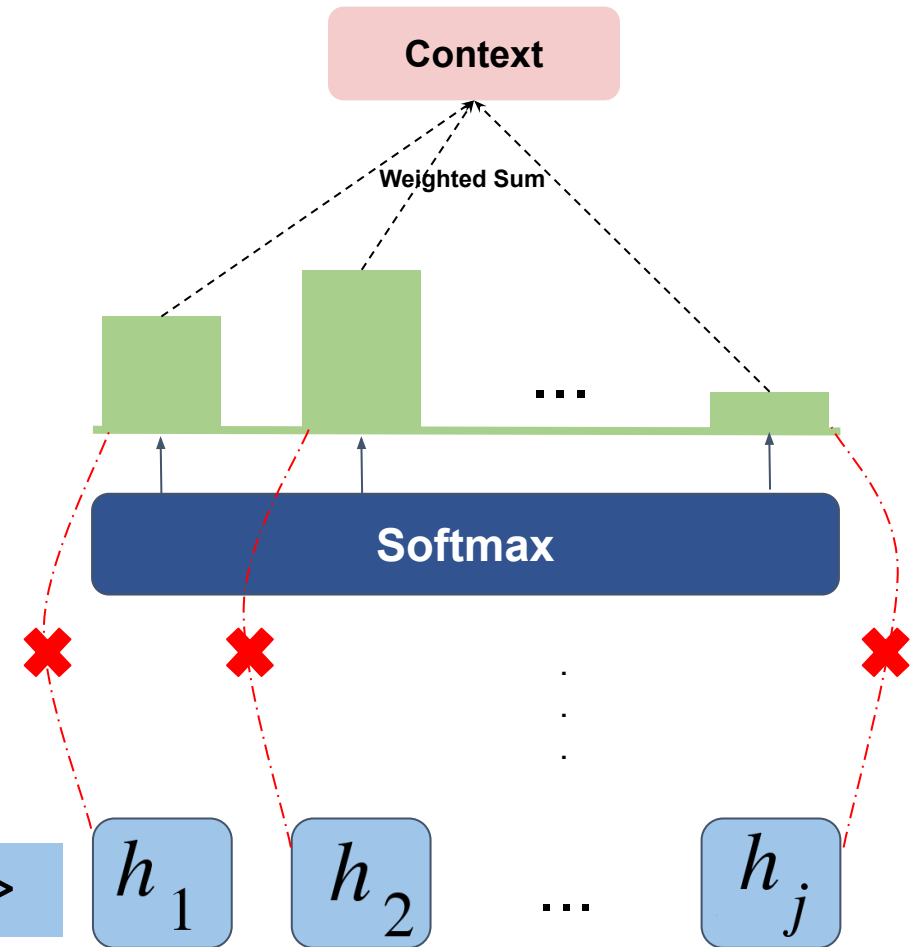 Context
Weighted Sum
...
Softmax
.
.
.
> h1 h2 ... hj